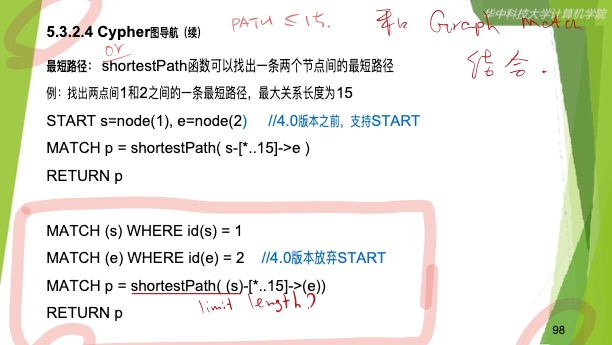 华中科技大学计算机学院
5.3.2.4 Cypher图导航（续）
PATH ≤ 15.
和 Graph Match
结合.
or
最短路径： shortestPath函数可以找出一条两个节点间的最短路径
例：找出两点间1和2之间的一条最短路径，最大关系长度为15
START s=node(1), e=node(2) //4.0版本之前，支持START
MATCH p = shortestPath( s-[*..15]->e )
RETURN p
MATCH (s) WHERE id(s) = 1
MATCH (e) WHERE id(e) = 2 //4.0版本放弃START
MATCH p = shortestPath( (s)-[*..15]->(e))
limit length?
RETURN p
98